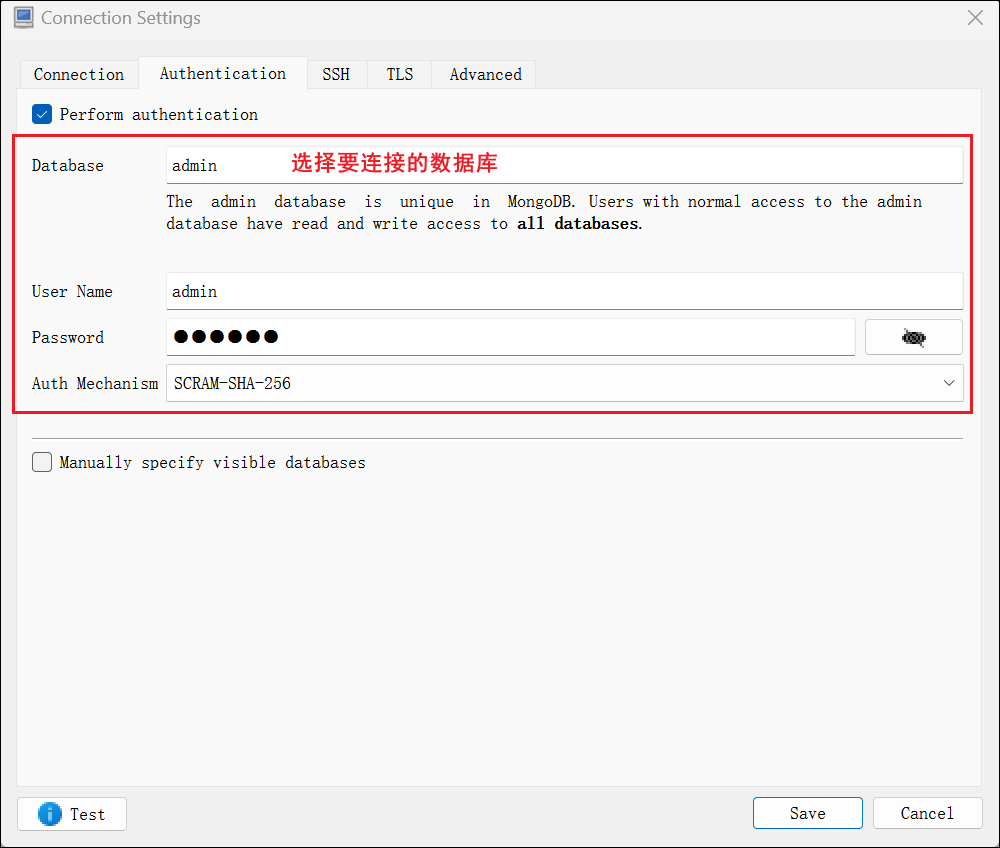 Connection Settings
Connection Authentication SSH TLS Advanced
Perform authentication
Database admin 选择要连接的数据库
The admin database is unique in MongoDB. Users with normal access to the admin
database have read and write access to all databases.
User Name admin
Password ●●●●●●
Auth Mechanism SCRAM-SHA-256
Manually specify visible databases
Test Save Cancel